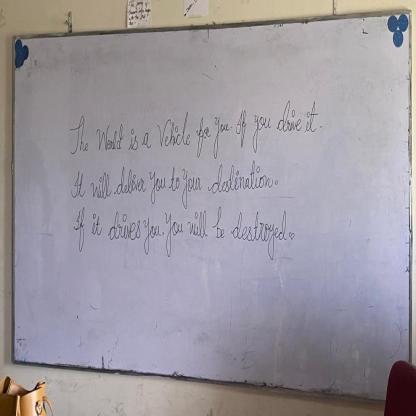 The World is a Vehicle for you. If you drive it.
It will deliver you to your destination.
If it drives you. You will be destroyed.